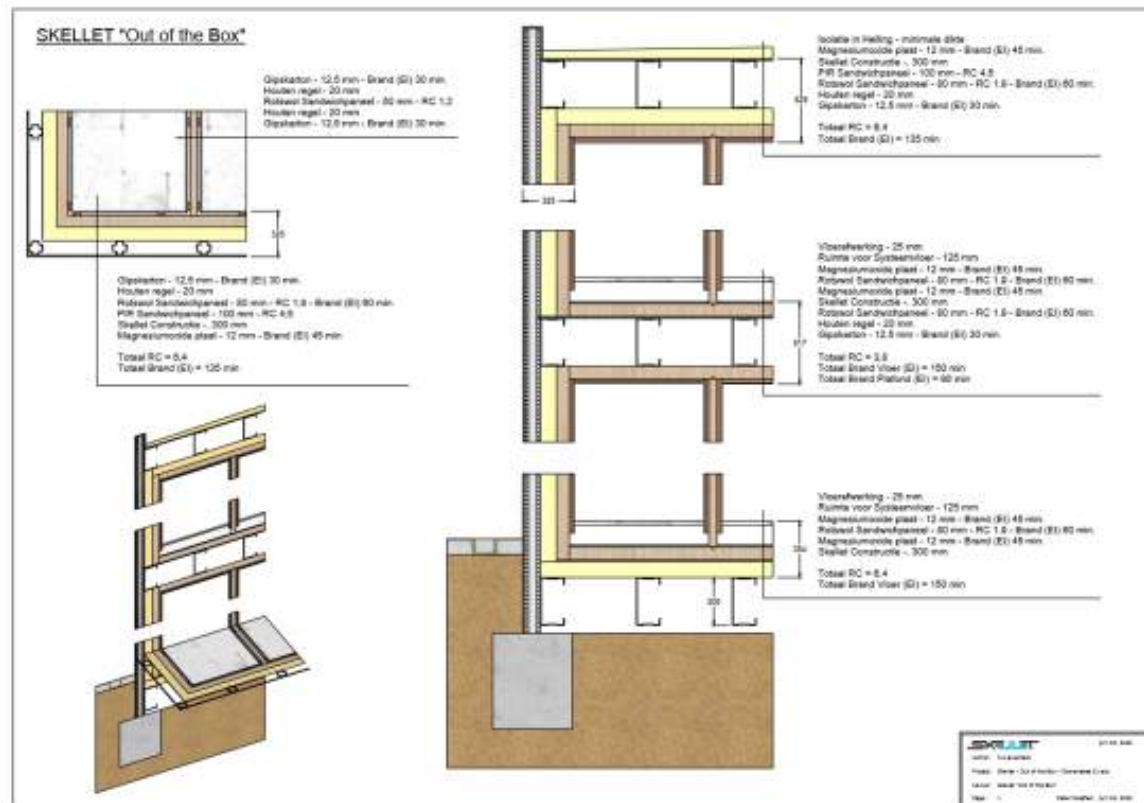 SKELLET "Out of the Box"
Gipskarton - 12,5 mm - Brand (EI) 30 min.
Houten regel - 20 mm
Rotswol Sandwichpaneel - 50 mm - RC 1,2
Houten regel - 20 mm
Gipskarton - 12,5 mm - Brand (EI) 30 min.
Gipskarton - 12,5 mm - Brand (EI) 30 min.
Houten regel - 20 mm
Rotswol Sandwichpaneel - 80 mm - RC 1,9 - Brand (EI) 60 min.
PIR Sandwichpaneel - 100 mm - RC 4,5
Skellet Constructie -. 300 mm
Magnesiumoxide plaat - 12 mm - Brand (EI) 45 min
Totaal RC = 6,4
Totaal Brand (EI) = 135 min
Isolatie in Helling - minimale dikte
Magnesiumoxide plaat - 12 mm - Brand (EI) 45 min.
Skellet Constructie -. 300 mm
PIR Sandwichpaneel - 100 mm - RC 4,5
Rotswol Sandwichpaneel - 80 mm - RC 1,9 - Brand (EI) 60 min.
Houten regel - 20 mm
Gipskarton - 12,5 mm - Brand (EI) 30 min.
Totaal RC = 6,4
Totaal Brand (EI) = 135 min
Vloerafwerking - 25 mm
Ruimte voor Systeemvloer - 125 mm
Magnesiumoxide plaat - 12 mm - Brand (EI) 45 min.
Rotswol Sandwichpaneel - 80 mm - RC 1,9 - Brand (EI) 60 min.
Magnesiumoxide plaat - 12 mm - Brand (EI) 45 min.
Skellet Constructie -. 300 mm
Rotswol Sandwichpaneel - 80 mm - RC 1,9 - Brand (EI) 60 min.
Houten regel - 20 mm
Gipskarton - 12,5 mm - Brand (EI) 30 min.
Totaal RC = 3,8
Totaal Brand Vloer (EI) = 150 min
Totaal Brand Plafond (EI) = 90 min
Vloerafwerking - 25 mm
Ruimte voor Systeemvloer - 125 mm
Magnesiumoxide plaat - 12 mm - Brand (EI) 45 min.
Rotswol Sandwichpaneel - 80 mm - RC 1,9 - Brand (EI) 60 min.
Magnesiumoxide plaat - 12 mm - Brand (EI) 45 min.
Skellet Constructie -. 300 mm
Totaal RC = 6,4
Totaal Brand Vloer (EI) = 150 min
300
SKELLET